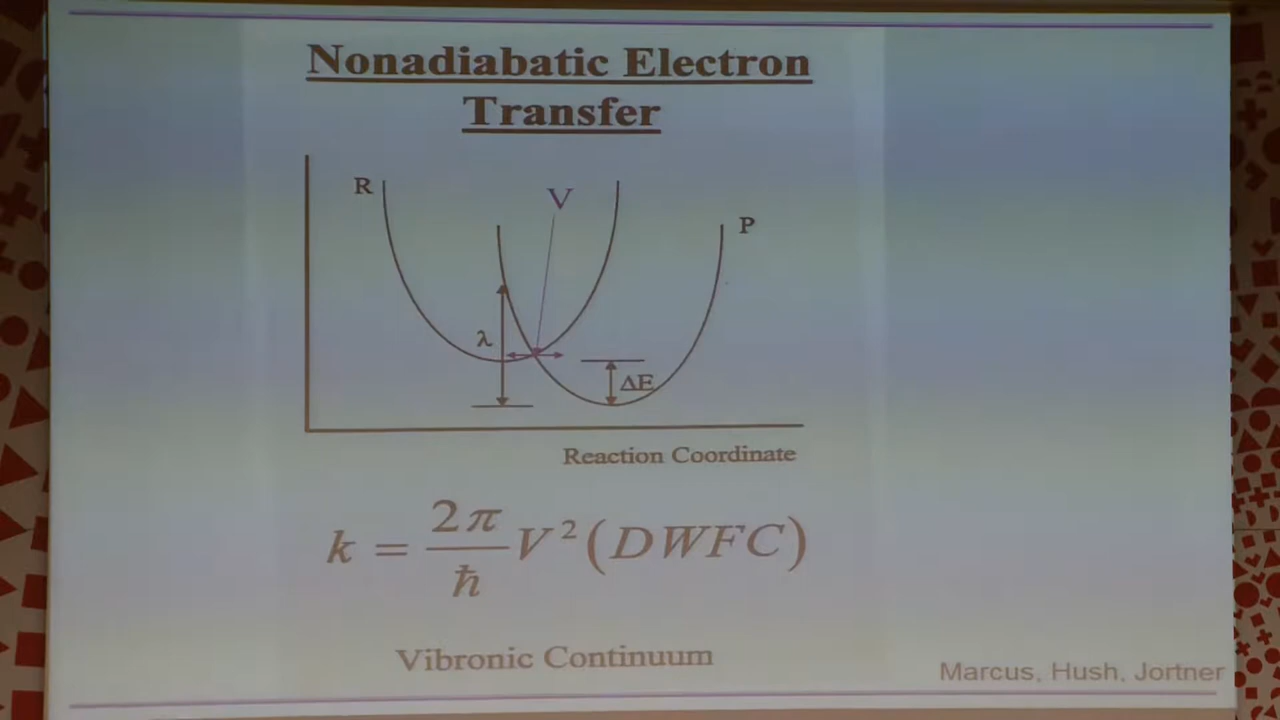 Nonadiabatic Electron
Transfer
R
V
P
λ
ΔE
Reaction Coordinate
k = 2π/ħ V² (DWFC)
Vibronic Continuum
Marcus, Hush, Jortner